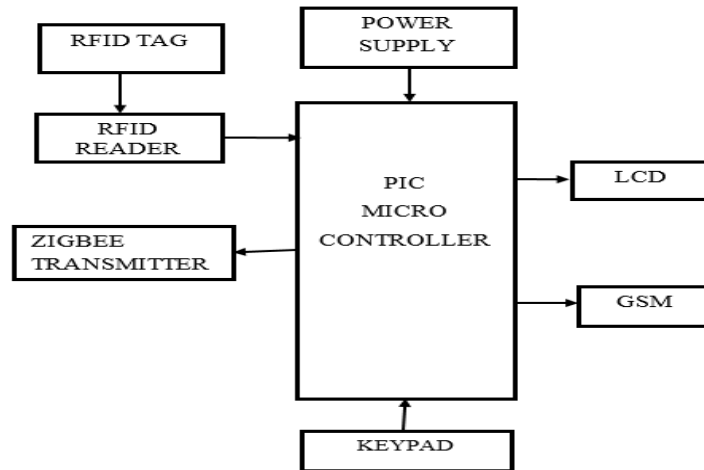 RFID TAG
POWER
SUPPLY
RFID
READER
PIC
MICRO
CONTROLLER
LCD
ZIGBEE
TRANSMITTER
GSM
KEYPAD